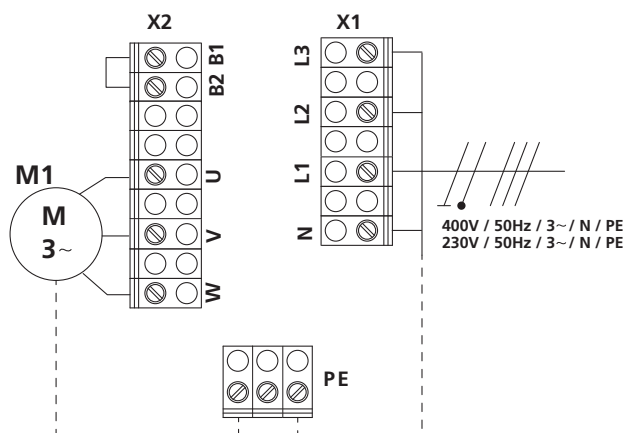 X2
X1
B1
B2
U
V
W
L3
L2
L1
N
M1
M
3~
400V / 50Hz / 3~/ N / PE
230V / 50Hz / 3~/ N / PE
PE